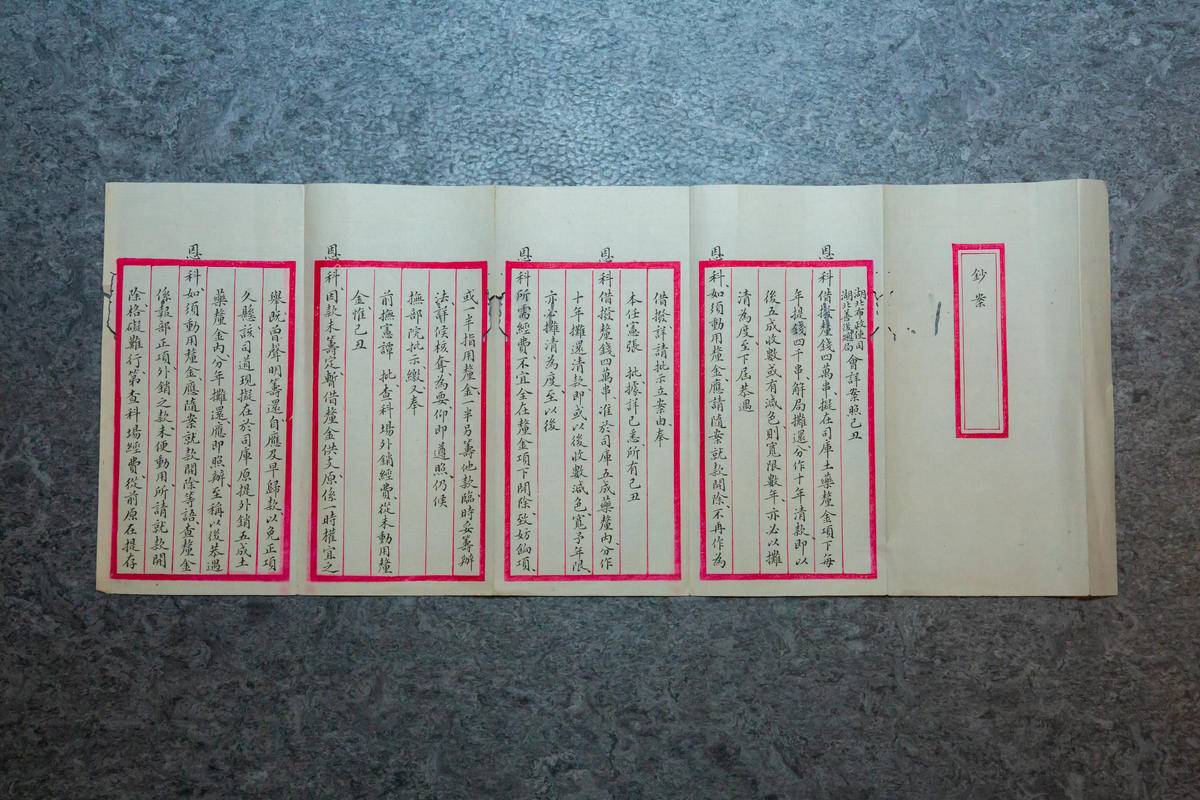 鈔案
湖北布政使司
湖北善後總局
會詳案照己丑
恩科借撥釐錢四萬串擬在司庫土藥釐金項下每
年提錢四千串解局攤還分作十年清款即以
後五成收數或有減色則寬限數年亦必以攤
清為度至下屆恭遇
恩科如須動用釐金應請隨案就款開除不再作為
借撥詳請批示立案由奉
本任憲張 批據詳已悉所有己丑
恩科借撥釐錢四萬串准於司庫五成藥釐內分作
十年攤還清款即或以後收數減色寬予年限
亦必攤清為度至以後
恩科所需經費不宜全在釐金項下開除致妨餉項
或一半指用釐金一半另籌他款臨時妥籌辦
法詳候核奪為要仰即遵照仍候
撫部院批示繳又奉
前撫憲譚 批查科場外銷經費從未動用釐
金惟己丑
恩科因款未籌定暫借釐金供支原係一時權宜之
舉既曾聲明籌還自應及早歸款以免正項
久懸該司道現擬在於司庫原提外銷五成土
藥釐金內分年攤還應即照辦至稱以後恭遇
恩科如須動用釐金應隨案就款開除等語查釐金
係報部正項外銷之款未便動用所請就款開
除格礙難行第查科場經費從前原在提存